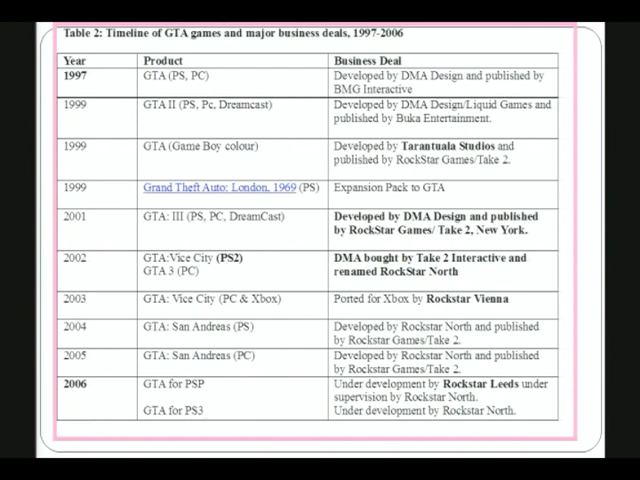 Table 2: Timeline of GTA games and major business deals, 1997-2006
Year Product Business Deal
1997 GTA (PS, PC) Developed by DMA Design and published by
BMG Interactive
1999 GTA II (PS, Pc, Dreamcast) Developed by DMA Design/Liquid Games and
published by Buka Entertainment.
1999 GTA (Game Boy colour) Developed by Tarantuala Studios and
published by RockStar Games/Take 2.
1999 Grand Theft Auto: London, 1969 (PS) Expansion Pack to GTA
2001 GTA: III (PS, PC, DreamCast) Developed by DMA Design and published
by RockStar Games/ Take 2, New York.
2002 GTA:Vice City (PS2) DMA bought by Take 2 Interactive and
GTA 3 (PC) renamed RockStar North
2003 GTA: Vice City (PC & Xbox) Ported for Xbox by Rockstar Vienna
2004 GTA: San Andreas (PS) Developed by Rockstar North and published
by Rockstar Games/Take 2.
2005 GTA: San Andreas (PC) Developed by Rockstar North and published
by Rockstar Games/Take 2.
2006 GTA for PSP Under development by Rockstar Leeds under
supervision by Rockstar North.
GTA for PS3 Under development by Rockstar North.